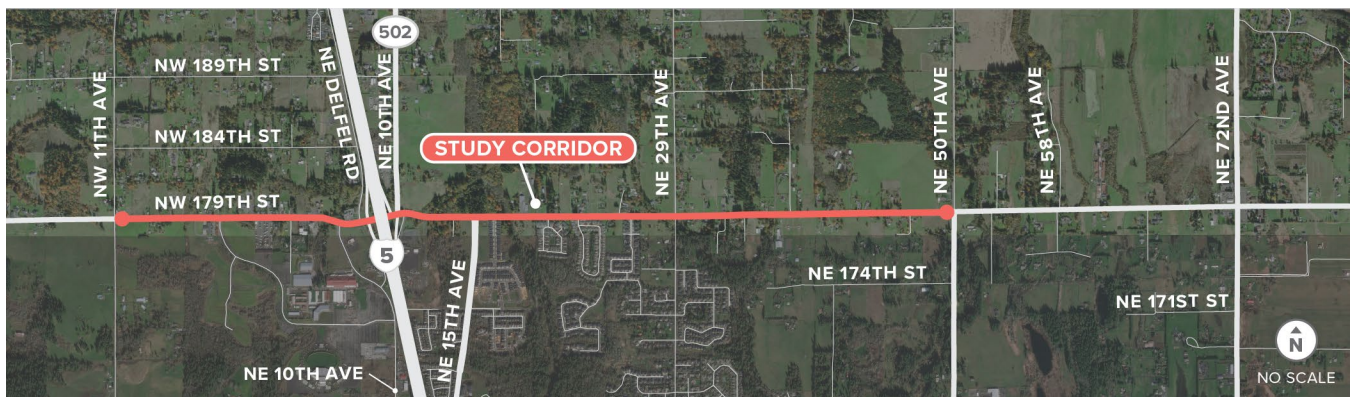 502
NW 189TH ST
NW 184TH ST
NW 179TH ST
NW 11TH AVE
NE DELFEL RD
NE 10TH AVE
STUDY CORRIDOR
NE 29TH AVE
NE 50TH AVE
NE 58TH AVE
NE 72ND AVE
5
NE 15TH AVE
NE 174TH ST
NE 171ST ST
NE 10TH AVE
N
NO SCALE